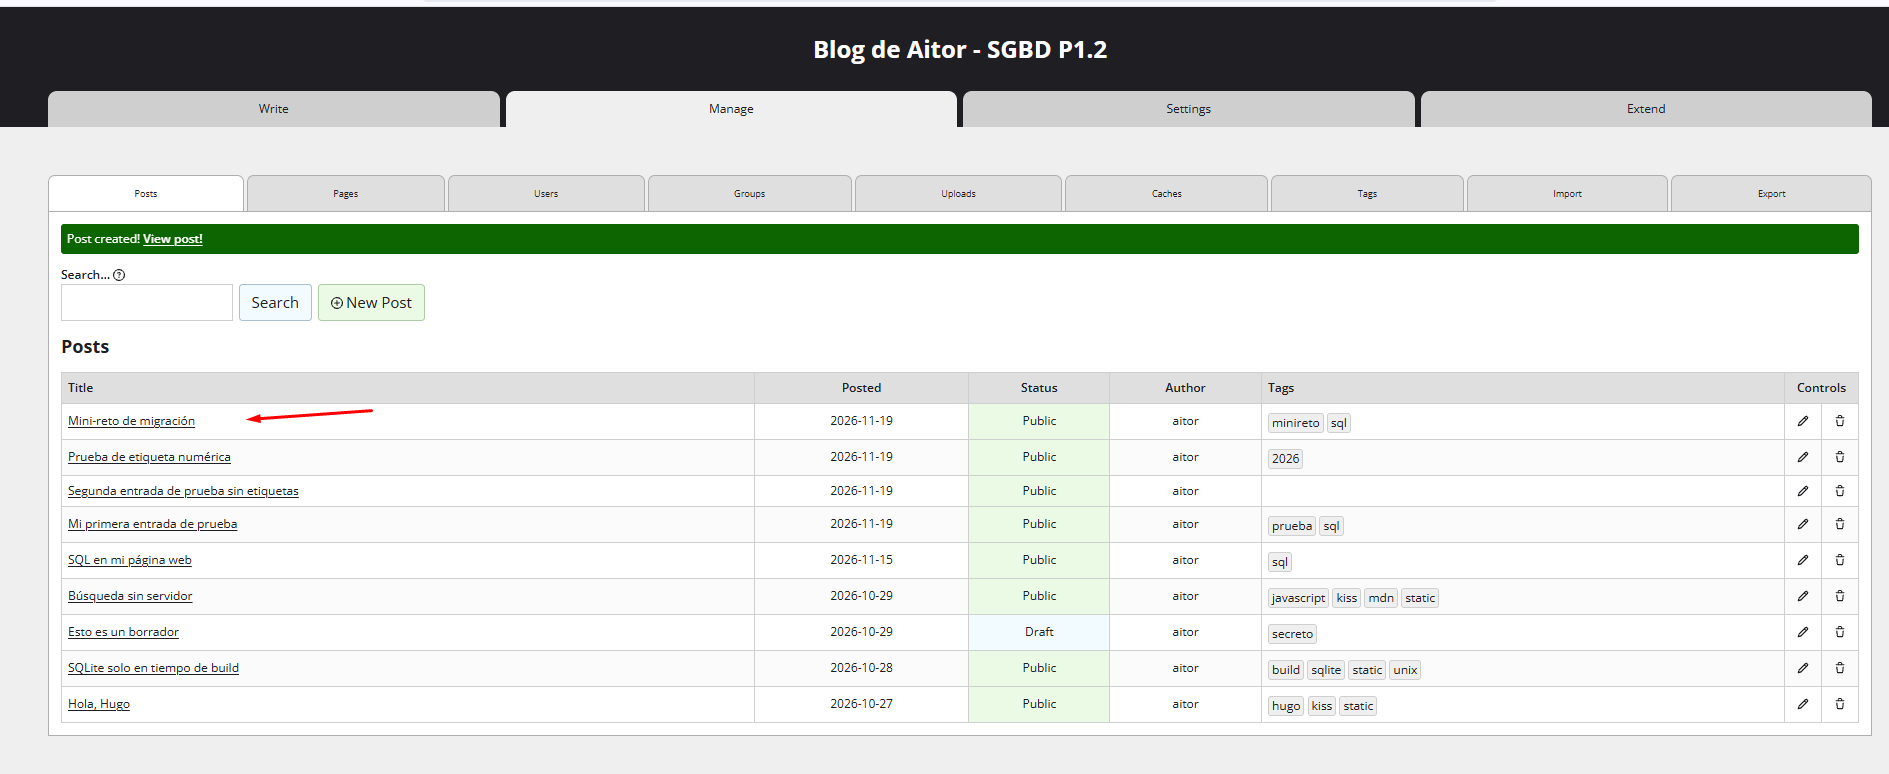 Blog de Aitor - SGBD P1.2
Write Manage Settings Extend
Posts Pages Users Groups Uploads Caches Tags Import Export
Post created! View post!
Search... ?
Search New Post
Posts
Title Posted Status Author Tags Controls
Mini-reto de migración 2026-11-19 Public aitor minireto sql
Prueba de etiqueta numérica 2026-11-19 Public aitor 2026
Segunda entrada de prueba sin etiquetas 2026-11-19 Public aitor
Mi primera entrada de prueba 2026-11-19 Public aitor prueba sql
SQL en mi página web 2026-11-15 Public aitor sql
Búsqueda sin servidor 2026-10-29 Public aitor javascript kiss mdn static
Esto es un borrador 2026-10-29 Draft aitor secreto
SQLite solo en tiempo de build 2026-10-28 Public aitor build sqlite static unix
Hola, Hugo 2026-10-27 Public aitor hugo kiss static